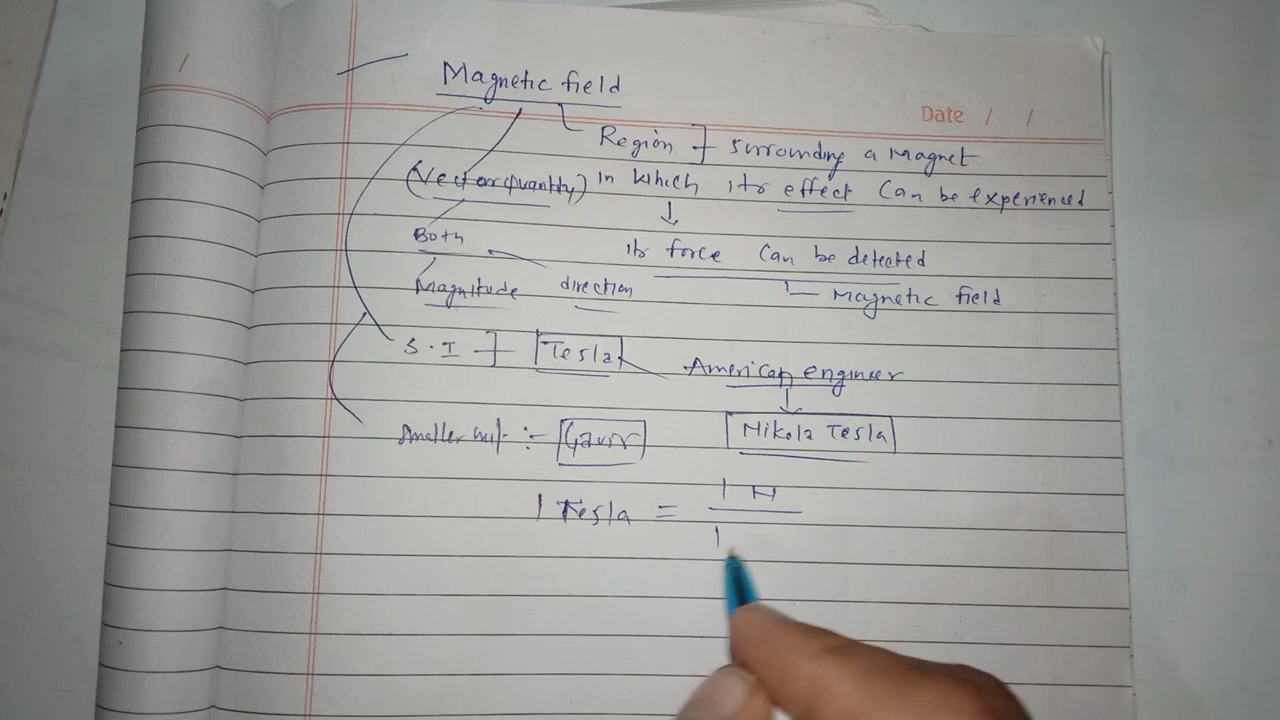 Magnetic field
Date / /
Region } surrounding a Magnet
(Vector Quantity) in which its effect can be experienced
Both its force can be detected
Magnitude direction Magnetic field
S.I } Tesla American engineer
Smaller unit :- Gauss Nikola Tesla
1 Tesla = 1 N
1